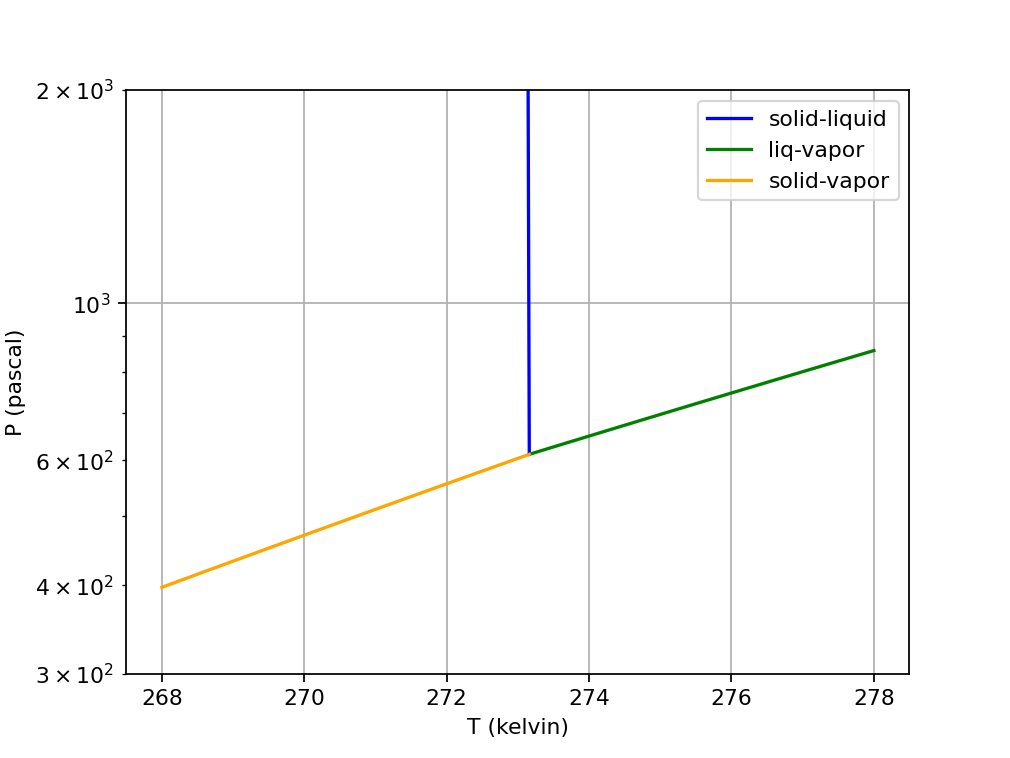 2 × 10³
10³
6 × 10²
4 × 10²
3 × 10²
P (pascal)
solid-liquid
liq-vapor
solid-vapor
268 270 272 274 276 278
T (kelvin)